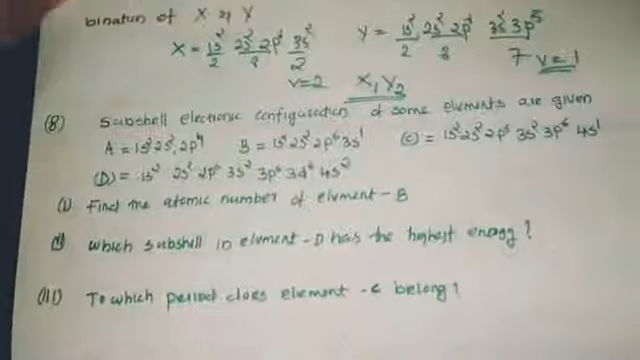 bination of X & Y
X = 1s² 2s² 2p⁶ 3s² Y = 1s², 2s² 2p⁶ 3s² 3p⁵
2 8 2 2 8 7 v=1
v=2 X₁Y₂
(8) Subshell electronic configuration of some elements are given
A = 1s² 2s², 2p⁴ B = 1s² 2s² 2p⁶ 3s¹ (C) = 1s² 2s² 2p⁶ 3s² 3p⁶ 4s¹
(D) = 1s² 2s² 2p⁶ 3s² 3p⁶ 3d⁶ 4s²
(i) Find the atomic number of element - B
(ii) which subshell in element - D has the highest energy?
(iii) To which period does element - C belong?